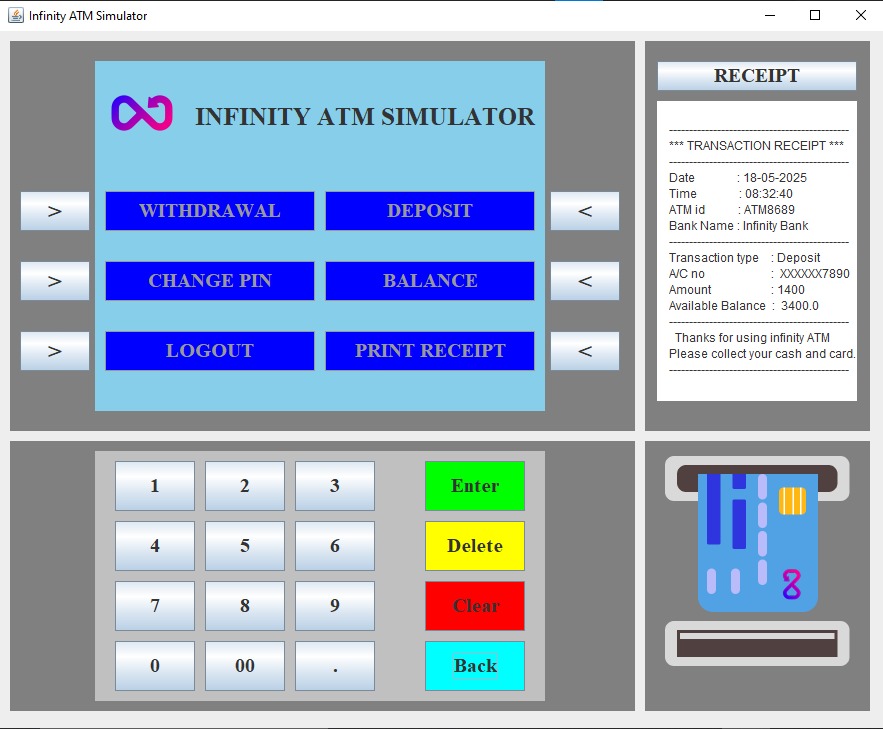 Infinity ATM Simulator
INFINITY ATM SIMULATOR
> WITHDRAWAL DEPOSIT <
> CHANGE PIN BALANCE <
> LOGOUT PRINT RECEIPT <
RECEIPT
------------------------------------------------
*** TRANSACTION RECEIPT ***
------------------------------------------------
Date : 18-05-2025
Time : 08:32:40
ATM id : ATM8689
Bank Name : Infinity Bank
------------------------------------------------
Transaction type : Deposit
A/C no : XXXXXX7890
Amount : 1400
Available Balance : 3400.0
------------------------------------------------
Thanks for using infinity ATM
Please collect your cash and card.
------------------------------------------------
1 2 3 Enter
4 5 6 Delete
7 8 9 Clear
0 00 . Back